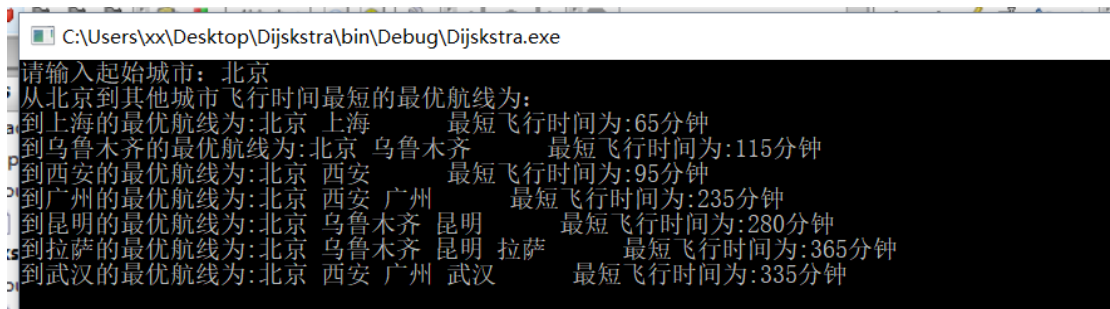 C:\Users\xx\Desktop\Dijskstra\bin\Debug\Dijskstra.exe
请输入起始城市：北京
从北京到其他城市飞行时间最短的最优航线为:
到上海的最优航线为:北京 上海 最短飞行时间为:65分钟
到乌鲁木齐的最优航线为:北京 乌鲁木齐 最短飞行时间为:115分钟
到西安的最优航线为:北京 西安 最短飞行时间为:95分钟
到广州的最优航线为:北京 西安 广州 最短飞行时间为:235分钟
到昆明的最优航线为:北京 乌鲁木齐 昆明 最短飞行时间为:280分钟
到拉萨的最优航线为:北京 乌鲁木齐 昆明 拉萨 最短飞行时间为:365分钟
到武汉的最优航线为:北京 西安 广州 武汉 最短飞行时间为:335分钟